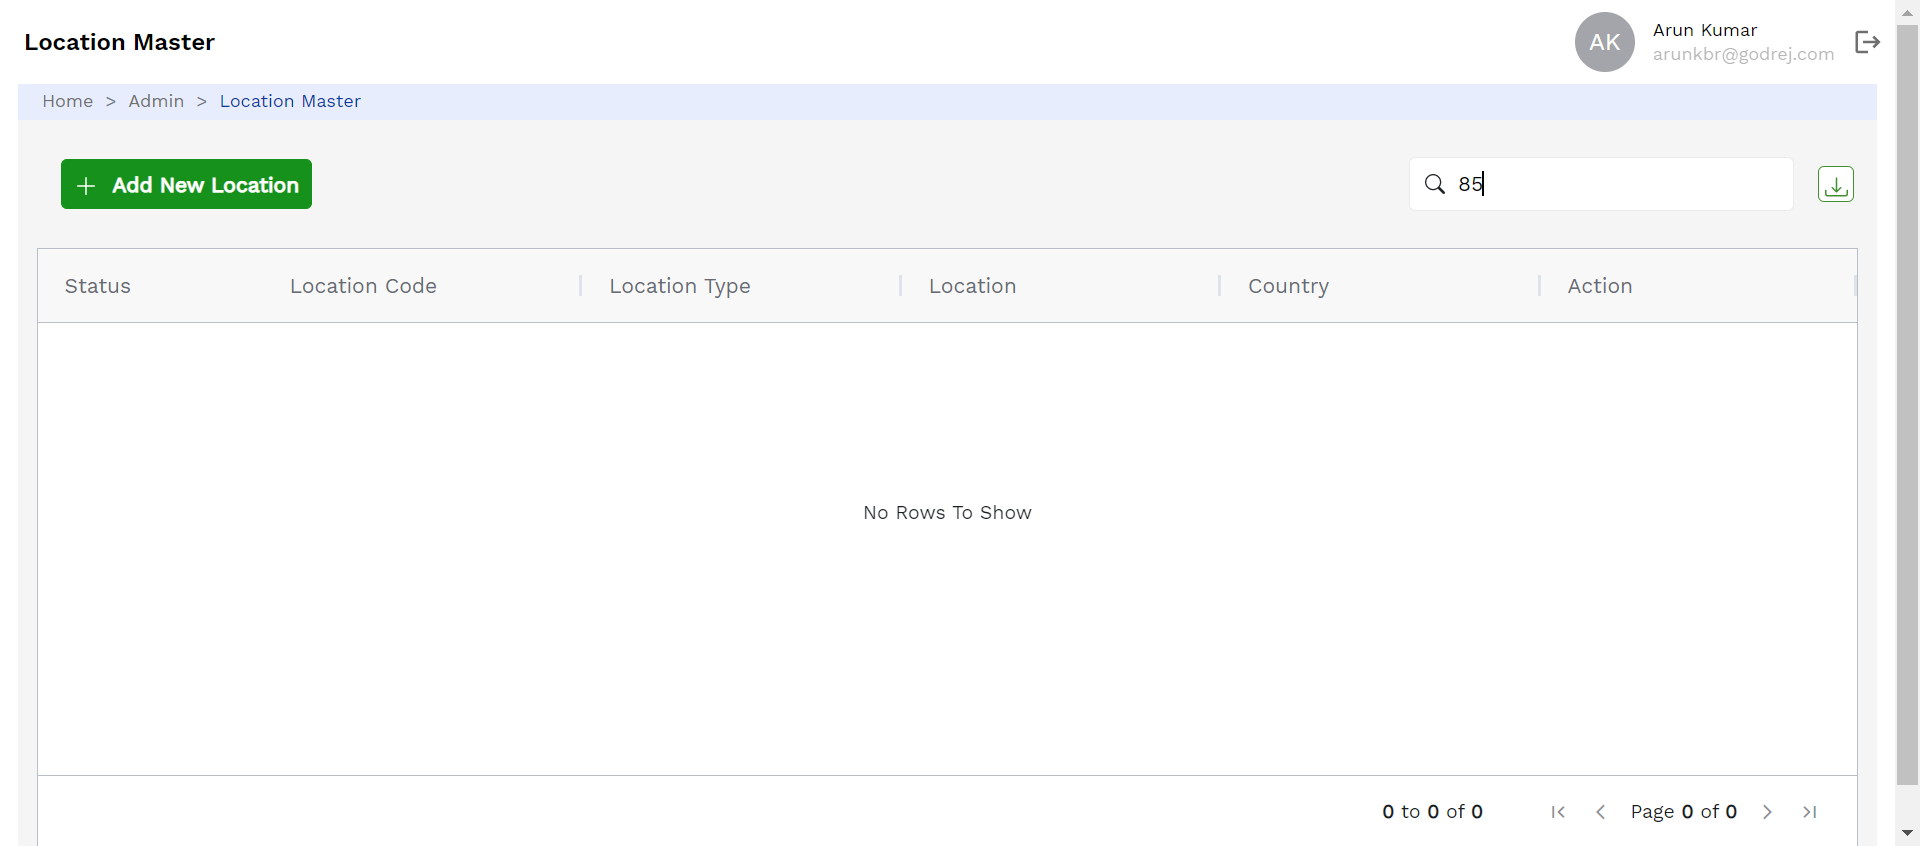 Location Master
AK
Arun Kumar
arunkbr@godrej.com
Home > Admin > Location Master
Add New Location
85
Status Location Code Location Type Location Country Action
No Rows To Show
0 to 0 of 0 Page 0 of 0